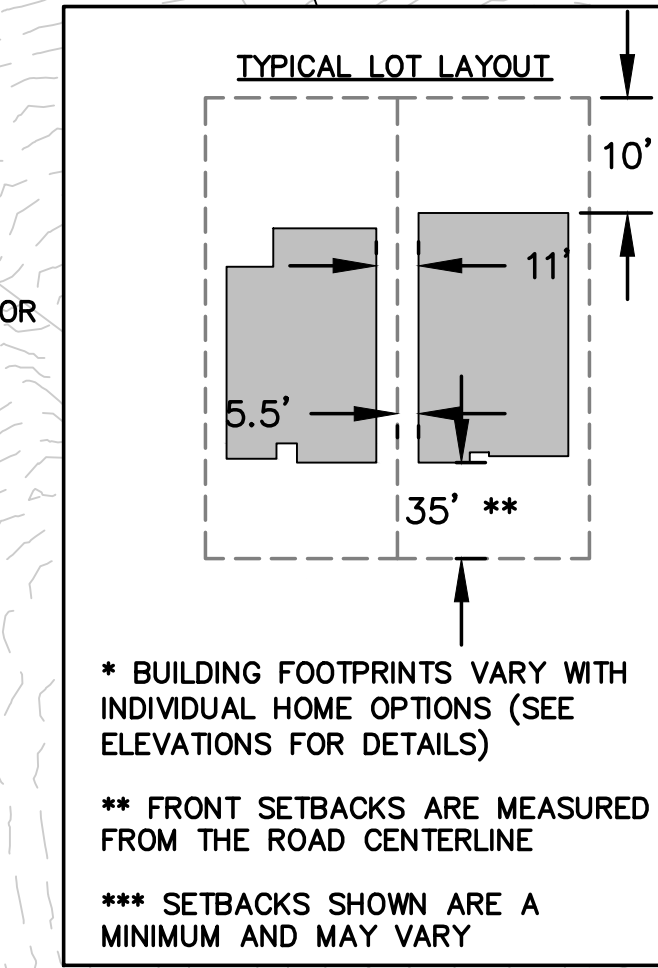 TYPICAL LOT LAYOUT
10'
11'
OR
5.5'
35' **
* BUILDING FOOTPRINTS VARY WITH
INDIVIDUAL HOME OPTIONS (SEE
ELEVATIONS FOR DETAILS)
** FRONT SETBACKS ARE MEASURED
FROM THE ROAD CENTERLINE
*** SETBACKS SHOWN ARE A
MINIMUM AND MAY VARY